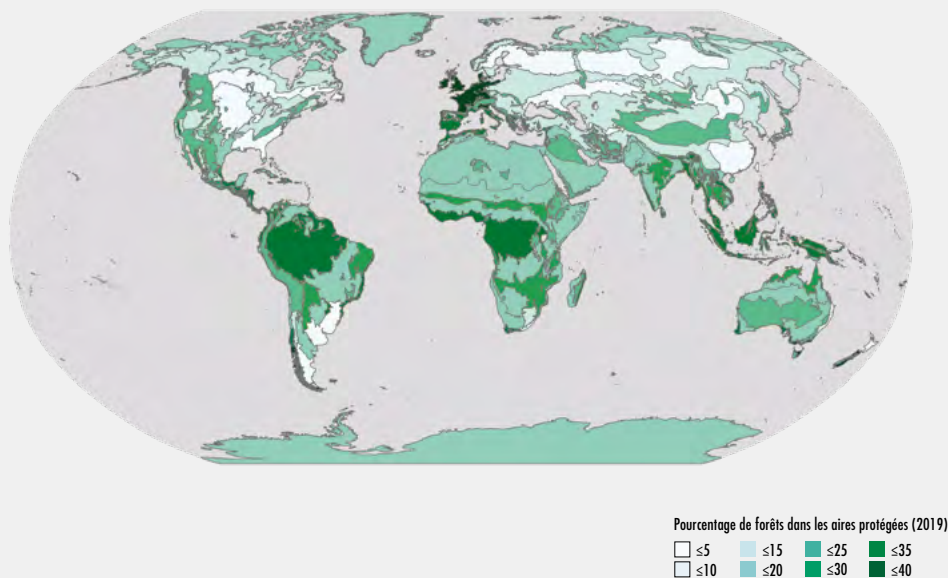 Pourcentage de forêts dans les aires protégées (2019)
≤5 ≤15 ≤25 ≤35
≤10 ≤20 ≤30 ≤40